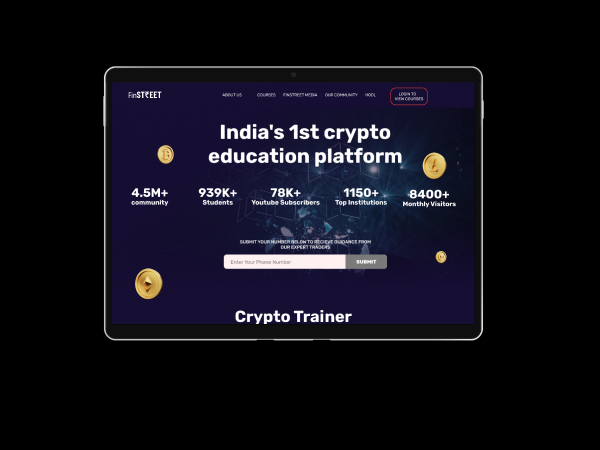 FinSTREET
ABOUT US
COURSES
FINSTREET MEDIA
OUR COMMUNITY
HODL
LOGIN TO
VIEW COURSES
India's 1st crypto
education platform
4.5M+
community
939K+
Students
78K+
Youtube Subscribers
1150+
Top Institutions
8400+
Monthly Visitors
SUBMIT YOUR NUMBER BELOW TO RECIEVE GUIDANCE FROM
OUR EXPERT TRADERS
Enter Your Phone Number
SUBMIT
Crypto Trainer